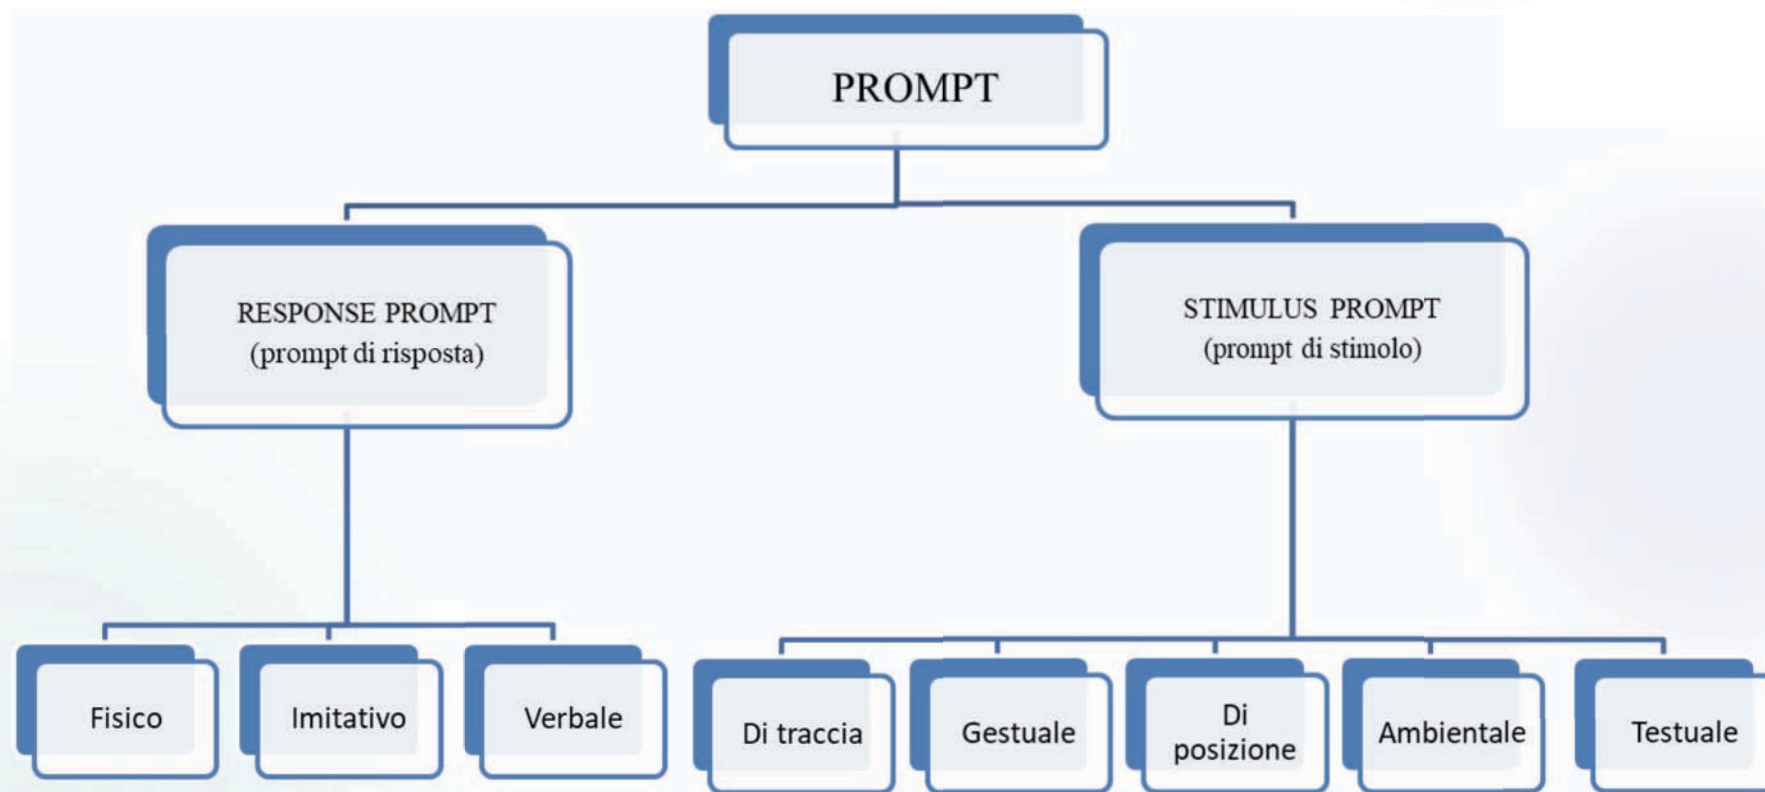 PROMPT
RESPONSE PROMPT
(prompt di risposta)
STIMULUS PROMPT
(prompt di stimolo)
Fisico
Imitativo
Verbale
Di traccia
Gestuale
Di
posizione
Ambientale
Testuale